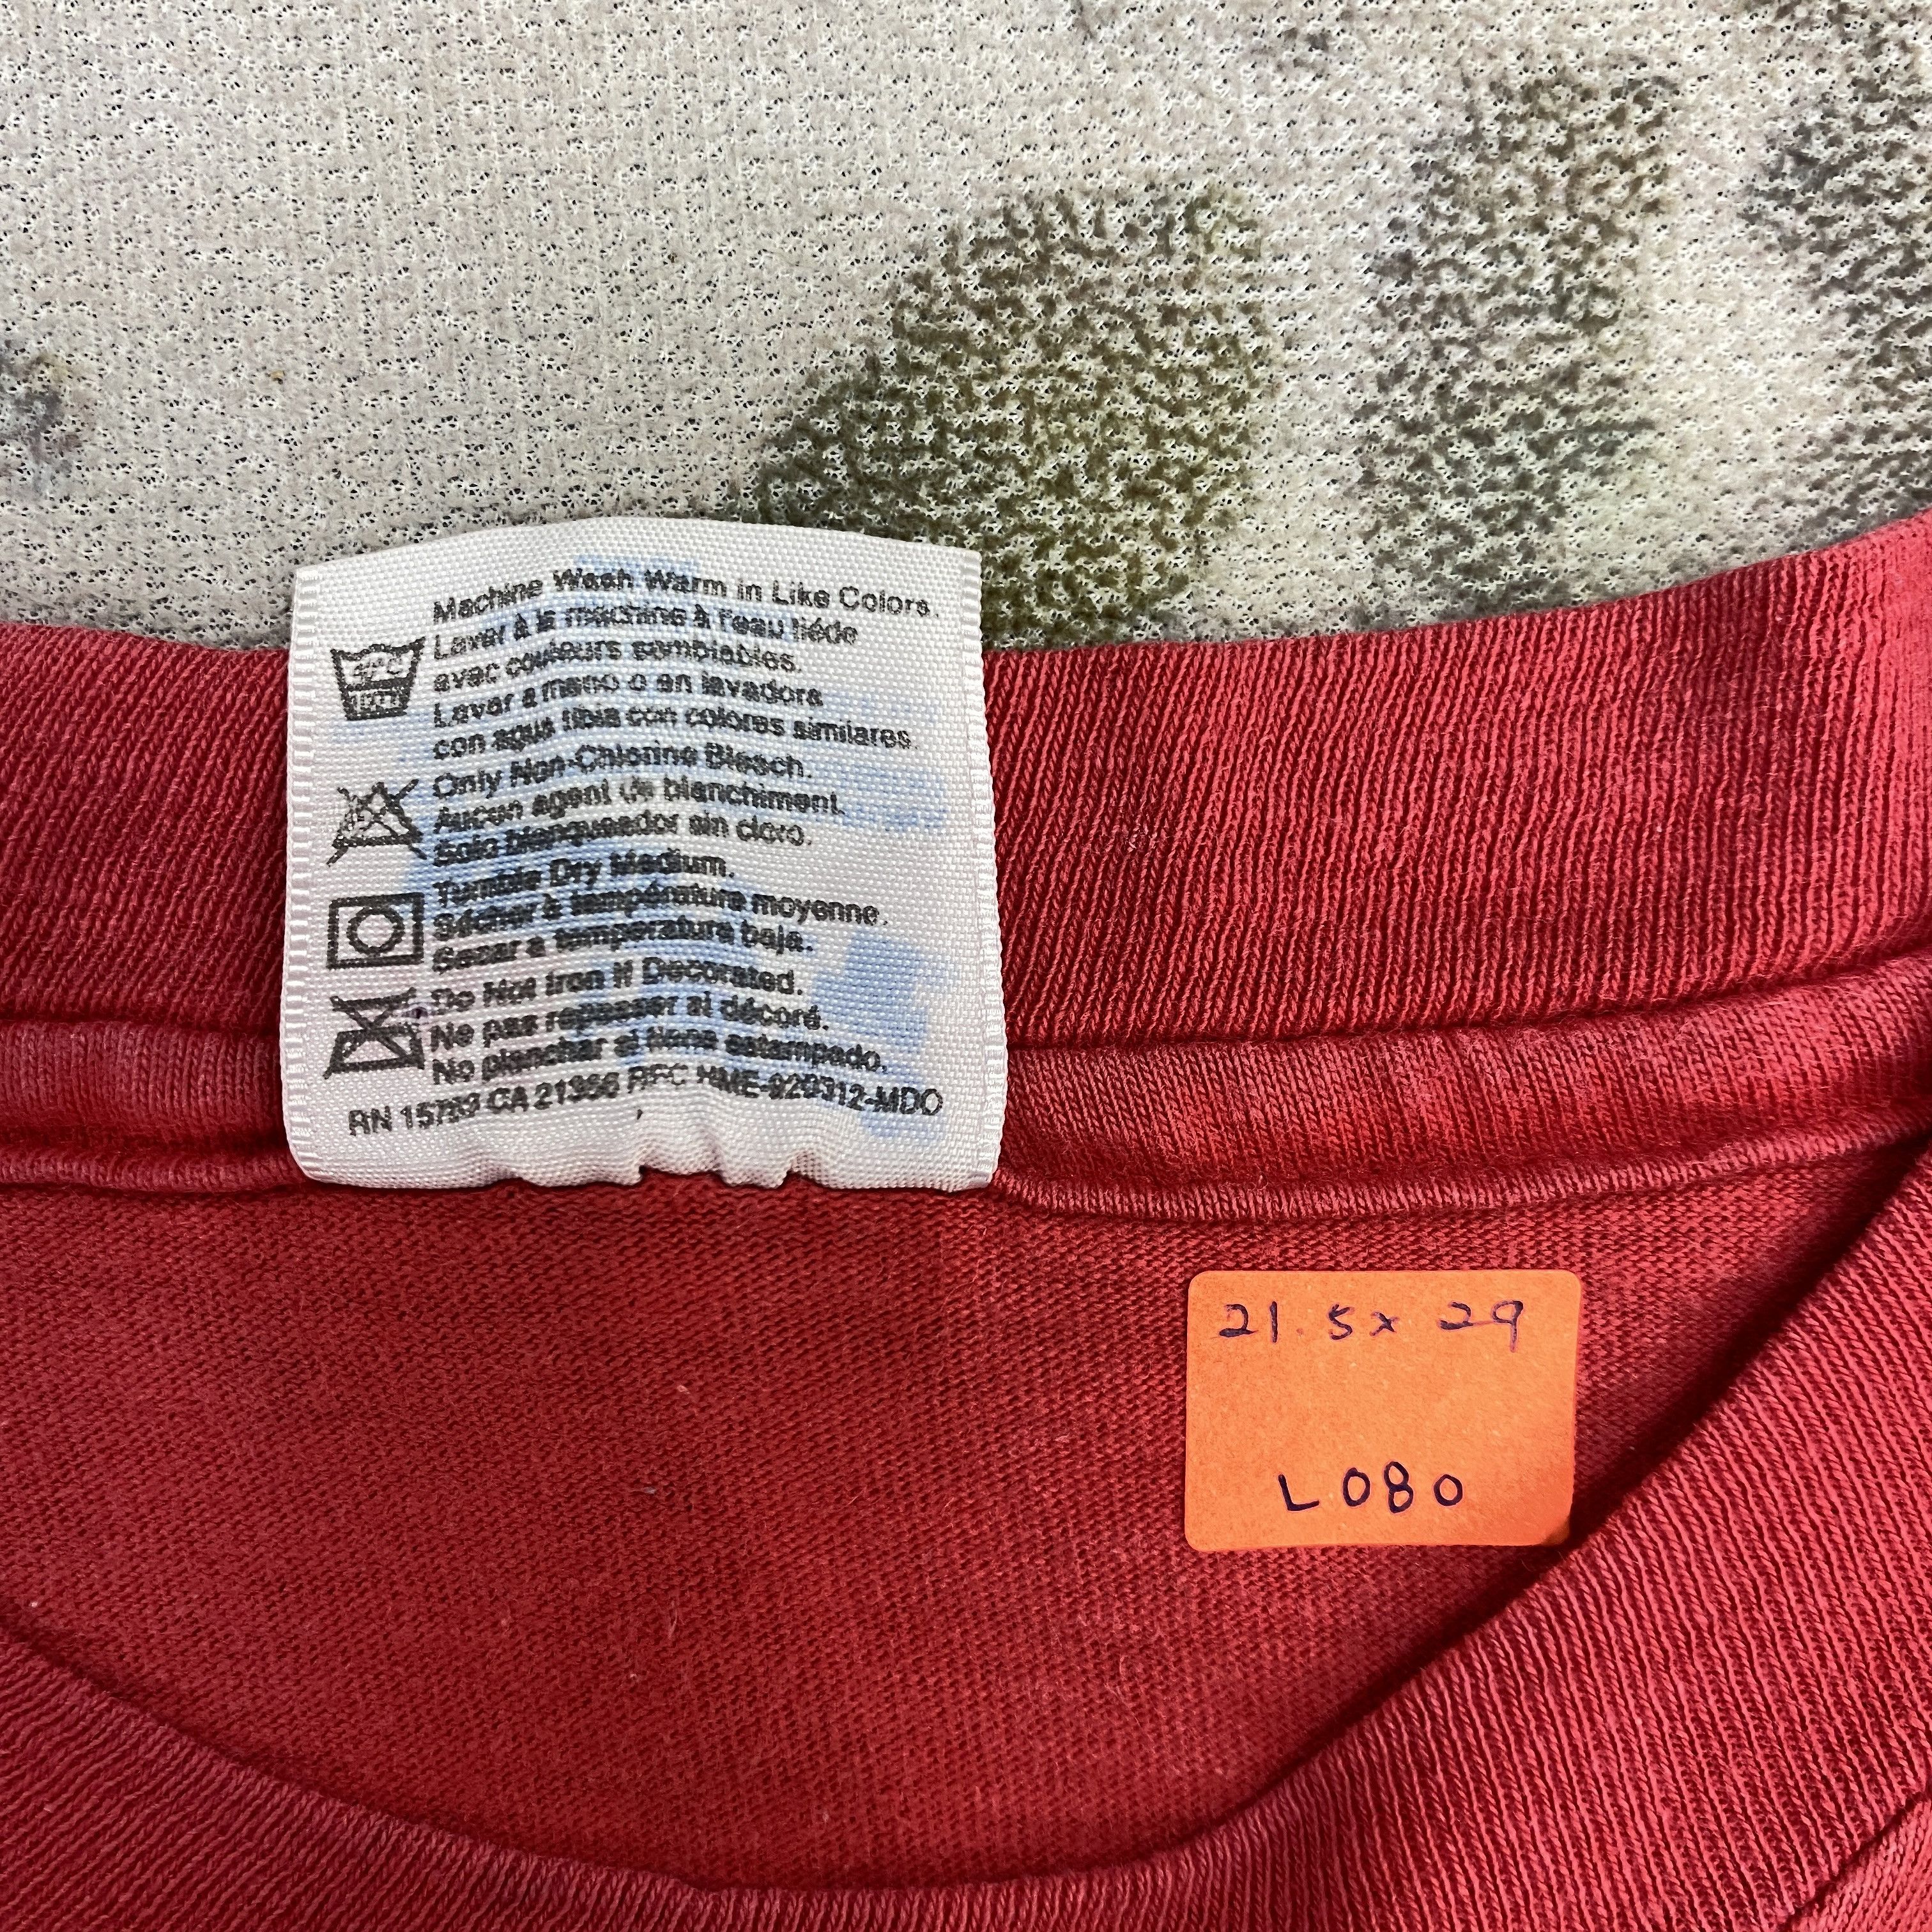 Machine Wash Warm in Like Colors
Laver à la machine à l'eau tiéde
avec couleurs semblables.
Lavar a mano o en lavadora
con agua tibia con colores similares.
Only Non-Chlorine Bleach.
Aucun agent de blanchiment.
Solo blanqueador sin cloro.
Tumble Dry Medium.
Sécher à température moyenne.
Secar a temperatura baja.
Do Not Iron If Decorated.
Ne pas repasser si décoré.
No planchar si tiene estampado.
RN 15763 CA 21356 RFC HME-920312-MDO
21.5 x 29
L080